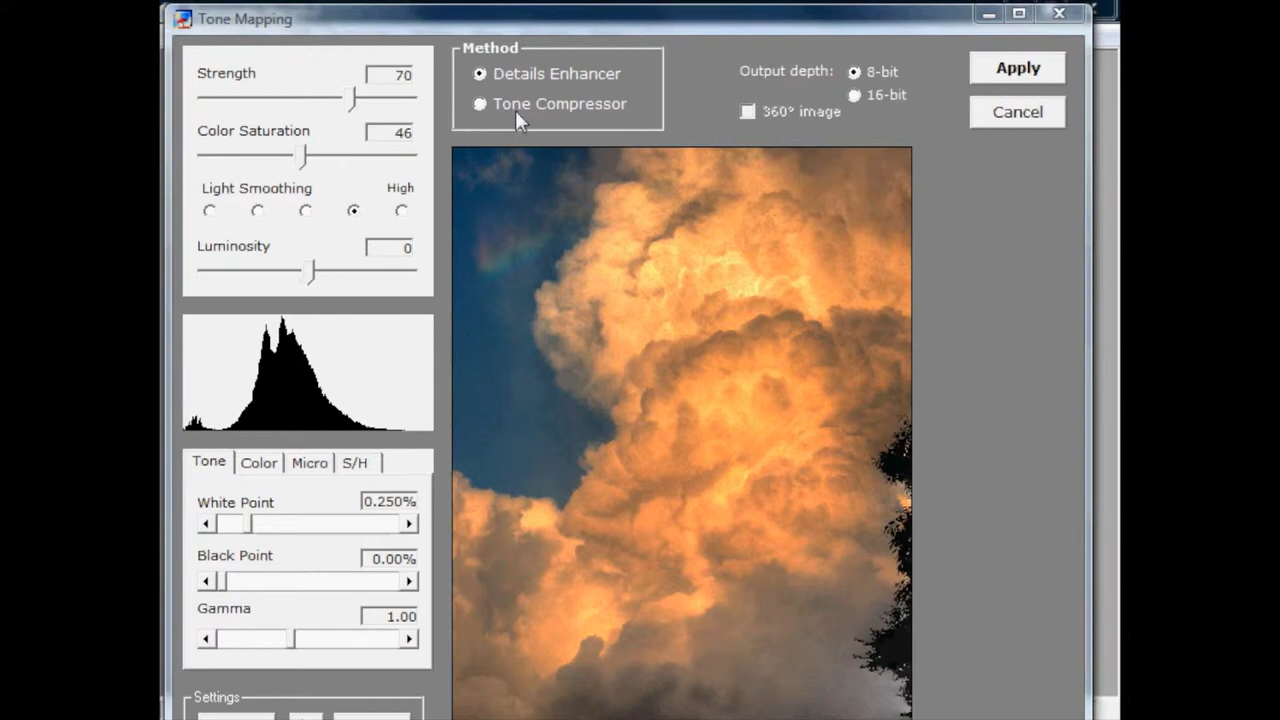 Tone Mapping
Strength 70
Color Saturation 46
Light Smoothing High
Luminosity 0
Method
Details Enhancer
Tone Compressor
Output depth: 8-bit
16-bit
360° image
Apply
Cancel
Tone Color Micro S/H
White Point 0.250%
Black Point 0.00%
Gamma 1.00
Settings